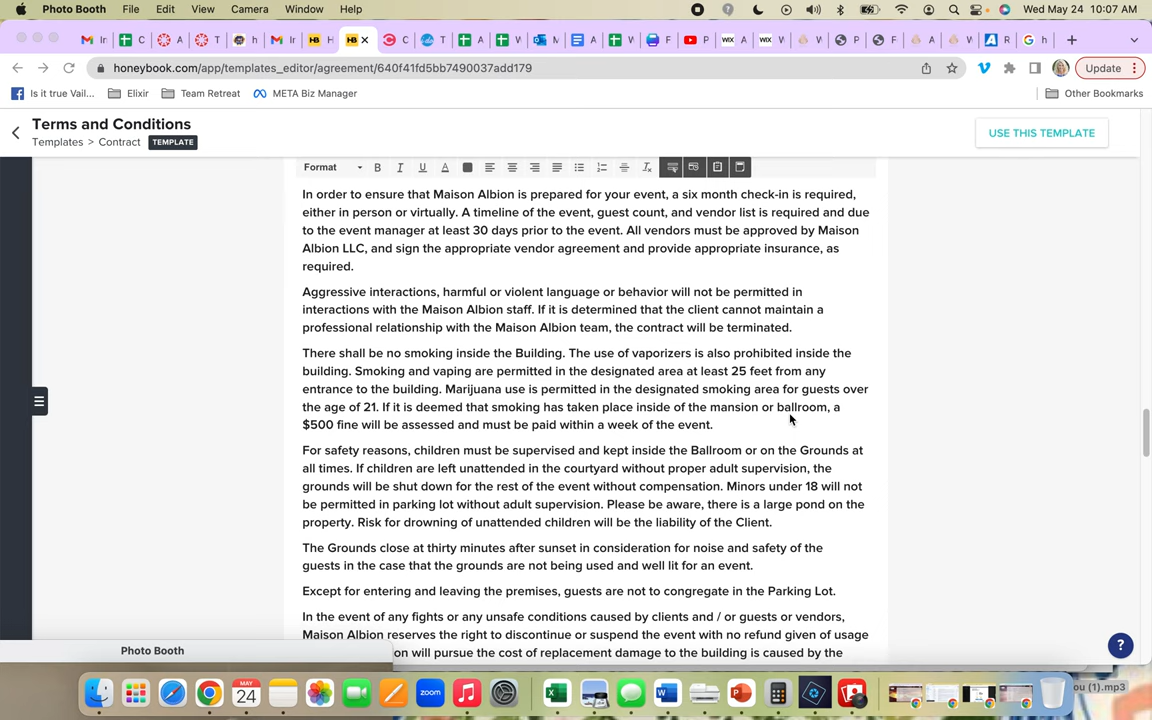 Photo Booth File Edit View Camera Window Help Wed May 24 10:07 AM
honeybook.com/app/templates_editor/agreement/640f41fd5bb7490037add179 Update
Is it true Vail... Elixir Team Retreat META Biz Manager Other Bookmarks
Terms and Conditions
Templates > Contract TEMPLATE
USE THIS TEMPLATE
Format B I U A
In order to ensure that Maison Albion is prepared for your event, a six month check-in is required,
either in person or virtually. A timeline of the event, guest count, and vendor list is required and due
to the event manager at least 30 days prior to the event. All vendors must be approved by Maison
Albion LLC, and sign the appropriate vendor agreement and provide appropriate insurance, as
required.
Aggressive interactions, harmful or violent language or behavior will not be permitted in
interactions with the Maison Albion staff. If it is determined that the client cannot maintain a
professional relationship with the Maison Albion team, the contract will be terminated.
There shall be no smoking inside the Building. The use of vaporizers is also prohibited inside the
building. Smoking and vaping are permitted in the designated area at least 25 feet from any
entrance to the building. Marijuana use is permitted in the designated smoking area for guests over
the age of 21. If it is deemed that smoking has taken place inside of the mansion or ballroom, a
$500 fine will be assessed and must be paid within a week of the event.
For safety reasons, children must be supervised and kept inside the Ballroom or on the Grounds at
all times. If children are left unattended in the courtyard without proper adult supervision, the
grounds will be shut down for the rest of the event without compensation. Minors under 18 will not
be permitted in parking lot without adult supervision. Please be aware, there is a large pond on the
property. Risk for drowning of unattended children will be the liability of the Client.
The Grounds close at thirty minutes after sunset in consideration for noise and safety of the
guests in the case that the grounds are not being used and well lit for an event.
Except for entering and leaving the premises, guests are not to congregate in the Parking Lot.
In the event of any fights or any unsafe conditions caused by clients and / or guests or vendors,
Maison Albion reserves the right to discontinue or suspend the event with no refund given of usage
on will pursue the cost of replacement damage to the building is caused by the
Photo Booth
?
MAY
24
zoom
ou (1).mp3